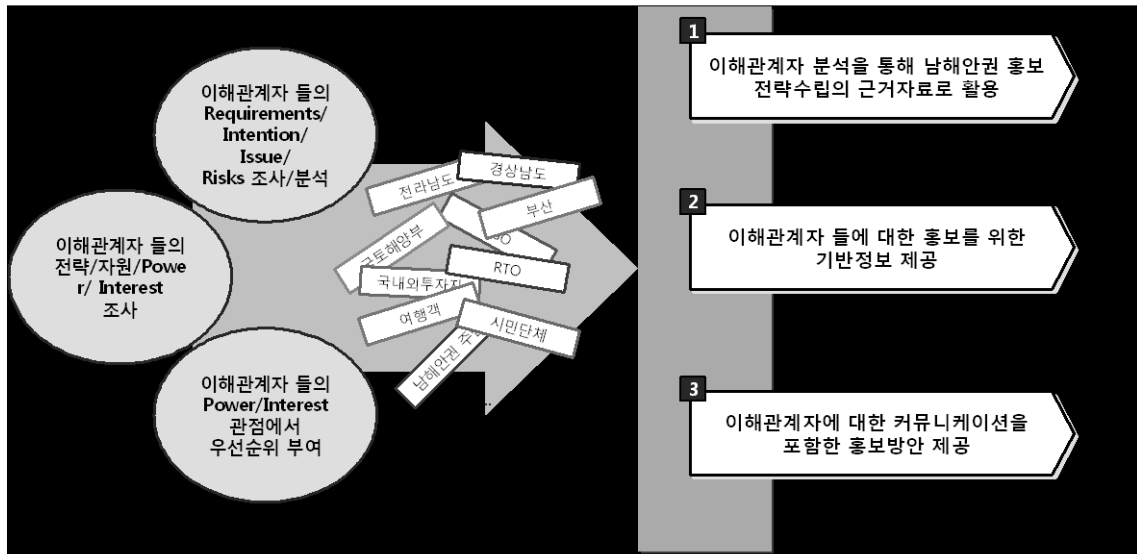 이해관계자 들의
Requirements/
Intention/
Issue/
Risks 조사/분석
이해관계자 들의
전략/자원/Powe
r/ Interest
조사
이해관계자 들의
Power/Interest
관점에서
우선순위 부여
전라남도
경상남도
부산
국토해양부
RTO
국내외투자자
여행객
시민단체
남해안권
...
1
이해관계자 분석을 통해 남해안권 홍보
전략수립의 근거자료로 활용
2
이해관계자 들에 대한 홍보를 위한
기반정보 제공
3
이해관계자에 대한 커뮤니케이션을
포함한 홍보방안 제공